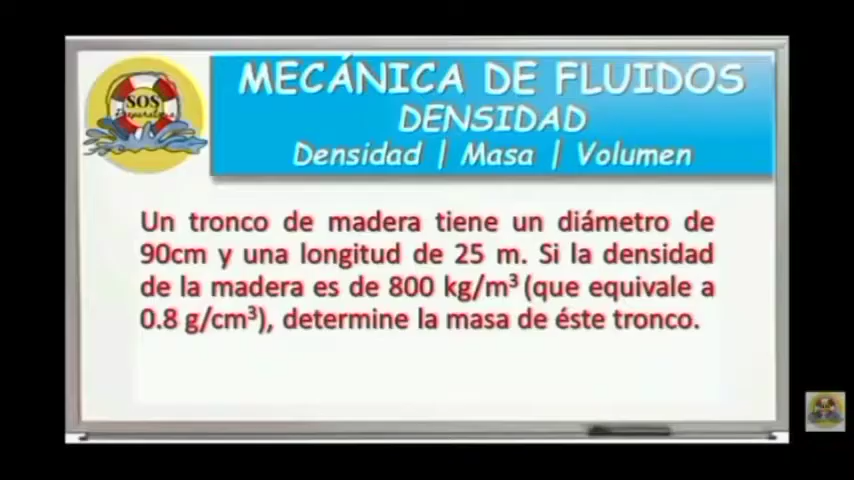 SOS
Preparatoria
MECÁNICA DE FLUIDOS
DENSIDAD
Densidad | Masa | Volumen
Un tronco de madera tiene un diámetro de
90cm y una longitud de 25 m. Si la densidad
de la madera es de 800 kg/m³ (que equivale a
0.8 g/cm³), determine la masa de éste tronco.